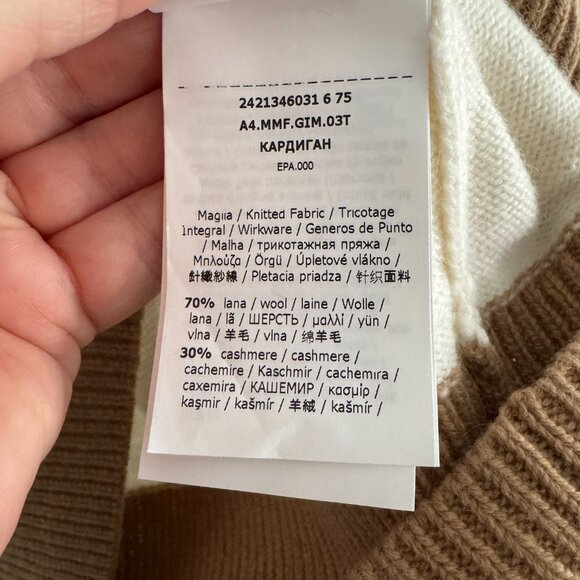 2421346031 6 75
A4.MMF.GIM.03T
КАРДИГАН
EPA.000
Maglia / Knitted Fabric / Tricotage
Integral / Wirkware / Generos de Punto
/ Malha / трикотажная пряжа /
Μπλούζα / Örgü / Úpletové vlákno /
針織紗線 / Pletacia priadza / 针织面料
70% lana / wool / laine / Wolle /
lana / lã / ШЕРСТЬ / μαλλί / yün /
vlna / 羊毛 / vlna / 绵羊毛
30% cashmere / cashmere /
cachemire / Kaschmir / cachemira /
caxemira / КАШЕМИР / κασμίρ /
kaşmir / kašmír / 羊絨 / kašmír /